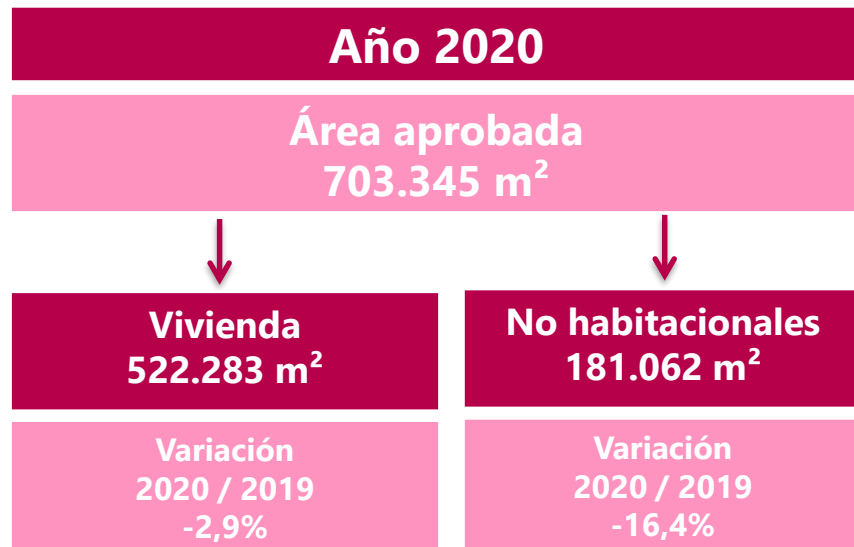 Año 2020
Área aprobada
703.345 m²
Vivienda
522.283 m²
No habitacionales
181.062 m²
Variación
2020 / 2019
-2,9%
Variación
2020 / 2019
-16,4%